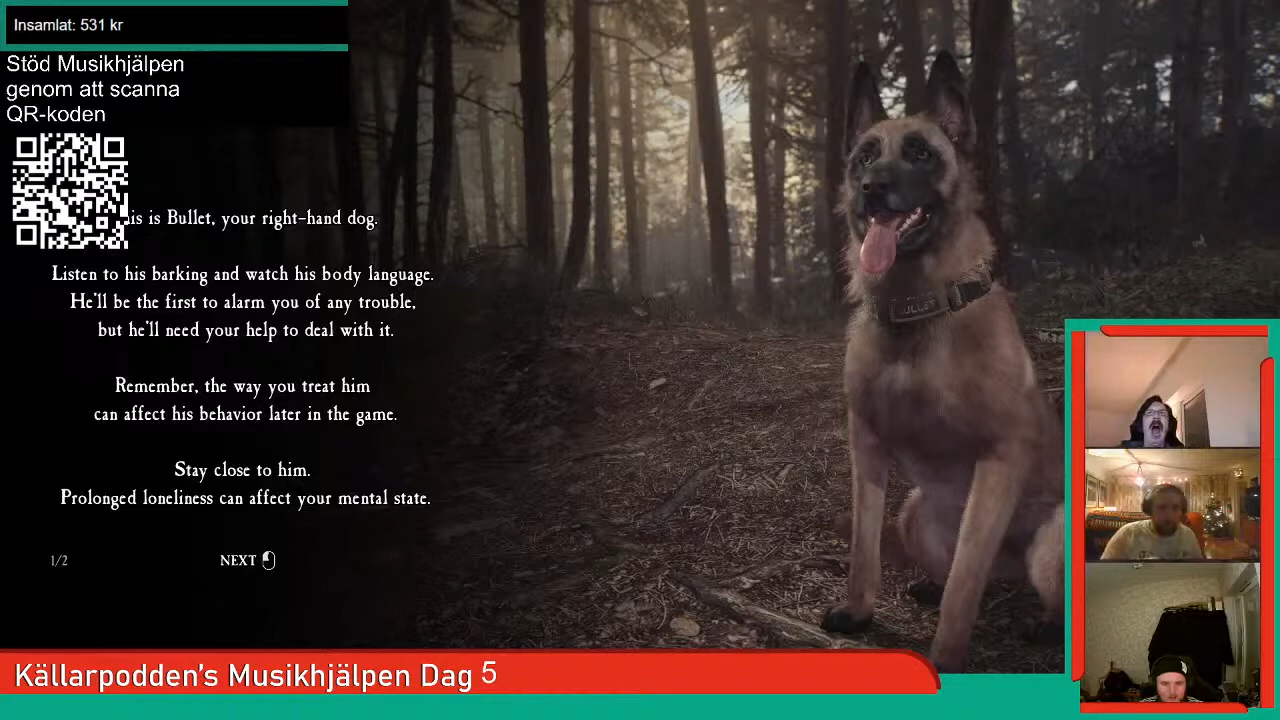 Insamlat: 531 kr
Stöd Musikhjälpen
genom att scanna
QR-koden
is is Bullet, your right-hand dog.
Listen to his barking and watch his body language.
He'll be the first to alarm you of any trouble,
but he'll need your help to deal with it.
Remember, the way you treat him
can affect his behavior later in the game.
Stay close to him.
Prolonged loneliness can affect your mental state.
1/2
NEXT
BULLET
Källarpodden's Musikhjälpen Dag 5